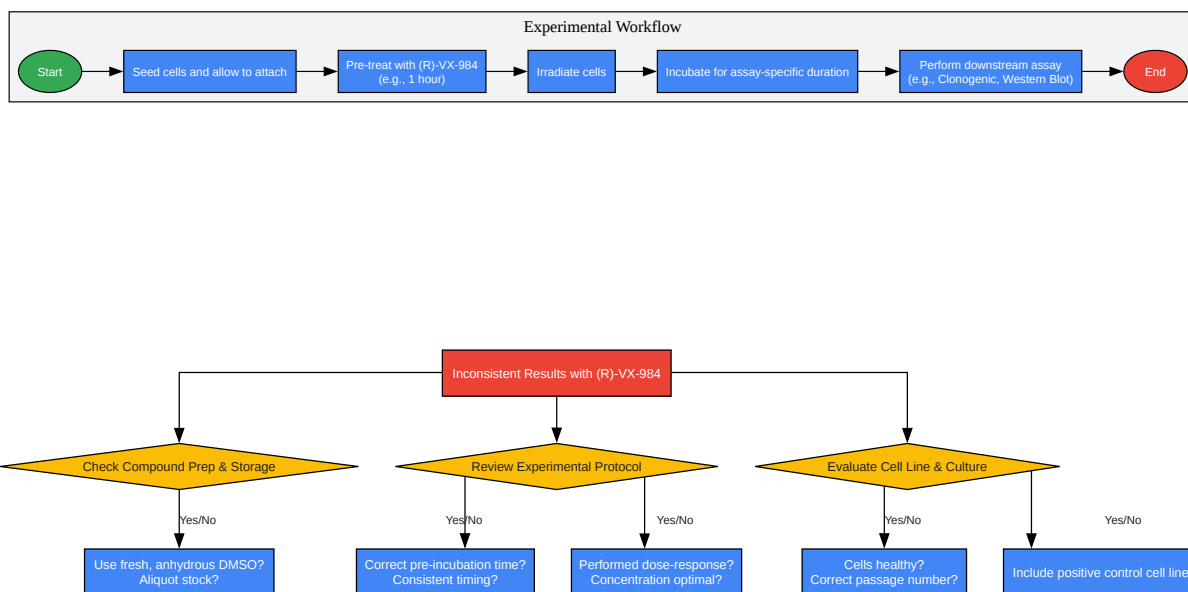 Experimental Workflow
Start
Seed cells and allow to attach
Pre-treat with (R)-VX-984
(e.g., 1 hour)
Irradiate cells
Incubate for assay-specific duration
Perform downstream assay
(e.g., Clonogenic, Western Blot)
End
Inconsistent Results with (R)-VX-984
Check Compound Prep & Storage
Review Experimental Protocol
Evaluate Cell Line & Culture
Yes/No
Yes/No
Yes/No
Yes/No
Yes/No
Use fresh, anhydrous DMSO?
Aliquot stock?
Correct pre-incubation time?
Consistent timing?
Performed dose-response?
Concentration optimal?
Cells healthy?
Correct passage number?
Include positive control cell line